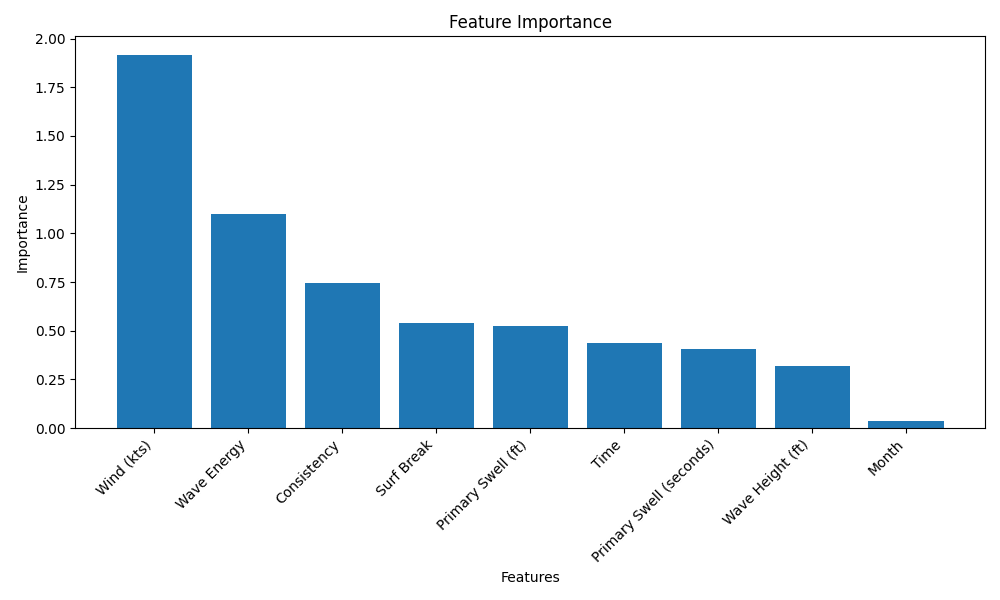 Feature Importance
2.00
1.75
1.50
1.25
1.00
0.75
0.50
0.25
0.00
Importance
Wind (kts)
Wave Energy
Consistency
Surf Break
Primary Swell (ft)
Time
Primary Swell (seconds)
Wave Height (ft)
Month
Features